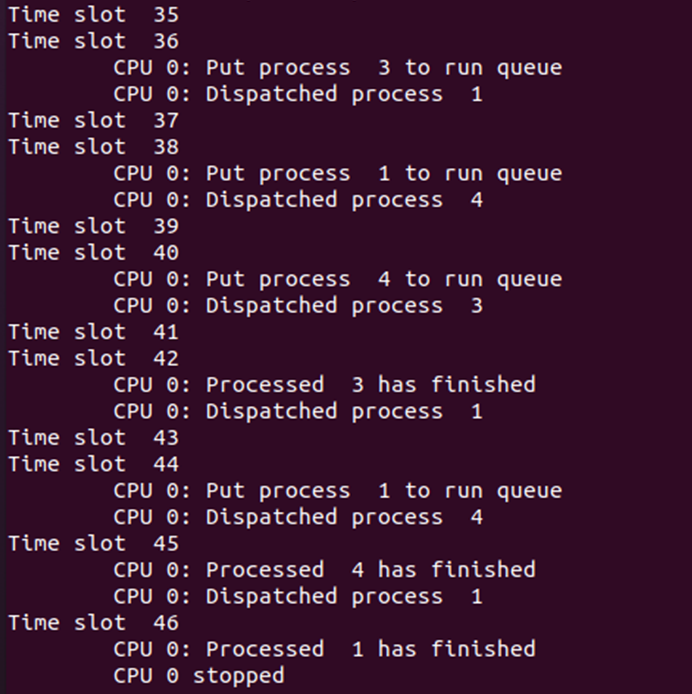 Time slot  35
Time slot  36
        CPU 0: Put process  3 to run queue
        CPU 0: Dispatched process  1
Time slot  37
Time slot  38
        CPU 0: Put process  1 to run queue
        CPU 0: Dispatched process  4
Time slot  39
Time slot  40
        CPU 0: Put process  4 to run queue
        CPU 0: Dispatched process  3
Time slot  41
Time slot  42
        CPU 0: Processed  3 has finished
        CPU 0: Dispatched process  1
Time slot  43
Time slot  44
        CPU 0: Put process  1 to run queue
        CPU 0: Dispatched process  4
Time slot  45
        CPU 0: Processed  4 has finished
        CPU 0: Dispatched process  1
Time slot  46
        CPU 0: Processed  1 has finished
        CPU 0 stopped